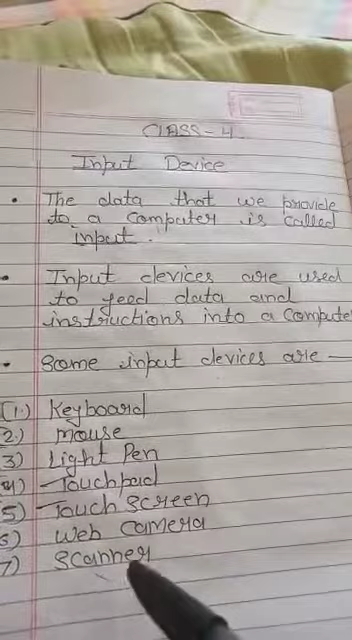 CLASS-4
Input Device
• The data that we provide
to a computer is called
input.
• Input devices are used
to feed data and
instructions into a Compute
• Some input devices are —
(1.) Keyboard
2.) Mouse
3) Light Pen
4) Touchpad
5) Touch Screen
6) Web camera
7) Scanner